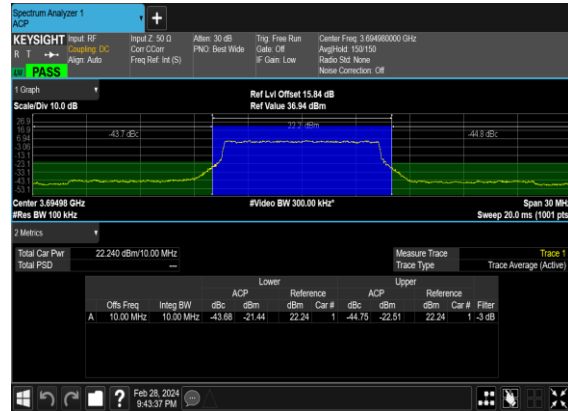 Spectrum Analyzer 1
ACP
KEYSIGHT
R T
LW PASS
Input: RF
Coupling: DC
Align: Auto
Input Z: 50 Ω
Corr CCorr
Freq Ref: Int (S)
Atten: 30 dB
PNO: Best Wide
Trig: Free Run
Gate: Off
IF Gain: Low
Center Freq: 3.694980000 GHz
Avg|Hold: 150/150
Radio Std: None
Noise Correction: Off
1 Graph
Scale/Div 10.0 dB
Ref Lvl Offset 15.84 dB
Ref Value 36.94 dBm
26.9
16.9
6.94
-3.06
-13.1
-23.1
-33.1
-43.1
-53.1
-43.7 dBc
22.2 dBm
-44.8 dBc
Center 3.69498 GHz
#Res BW 100 kHz
#Video BW 300.00 kHz*
Span 30 MHz
Sweep 20.0 ms (1001 pts)
2 Metrics
Total Car Pwr 22.240 dBm/10.00 MHz
Total PSD ---
Measure Trace Trace 1
Trace Type Trace Average (Active)
Lower Upper
ACP Reference ACP Reference
Offs Freq Integ BW dBc dBm dBm Car # dBc dBm dBm Car # Filter
A 10.00 MHz 10.00 MHz -43.68 -21.44 22.24 1 -44.75 -22.51 22.24 1 -3 dB
?
Feb 28, 2024
9:43:37 PM